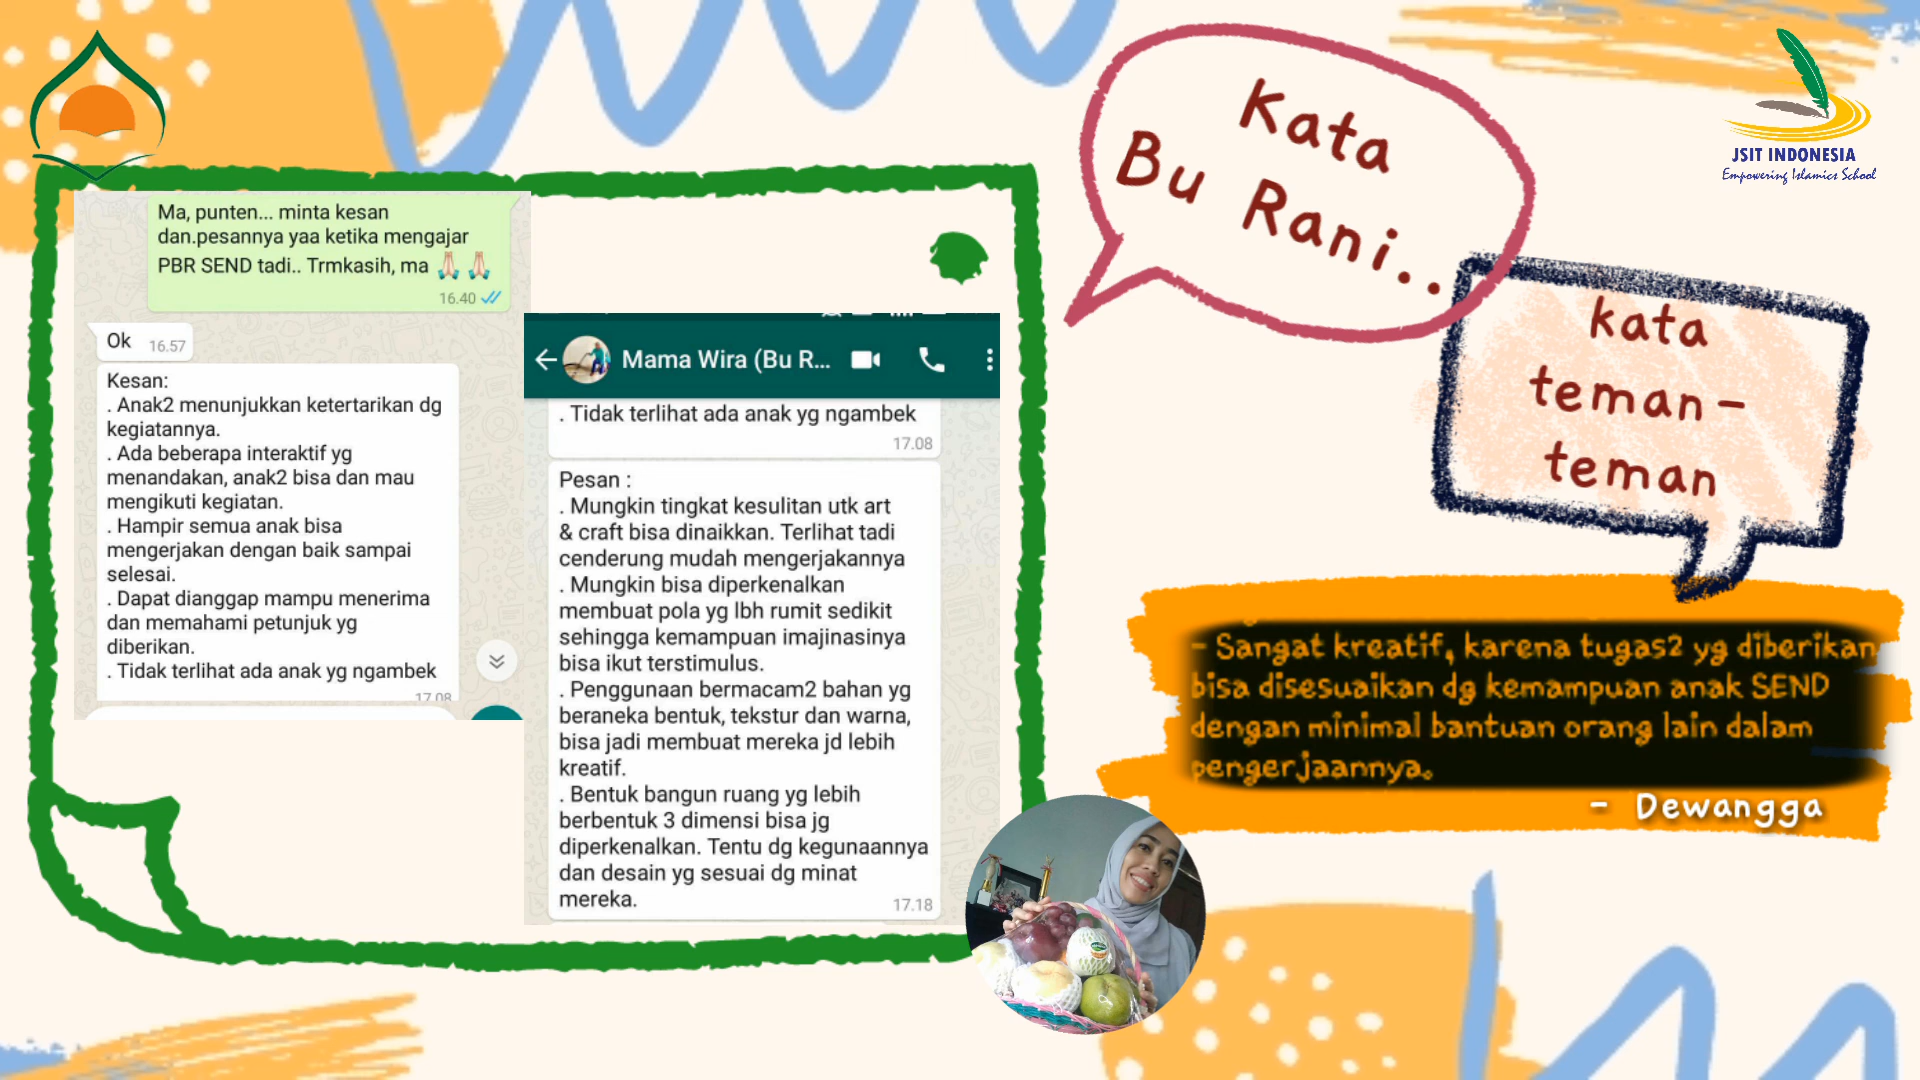 Kata
Bu Rani..
JSIT INDONESIA
Empowering Islamics School
kata
teman-
teman
Ma, punten... minta kesan
dan.pesannya yaa ketika mengajar
PBR SEND tadi.. Trmkasih, ma 🙏🏻 🙏🏻
16.40
Ok 16.57
Kesan:
. Anak2 menunjukkan ketertarikan dg
kegiatannya.
. Ada beberapa interaktif yg
menandakan, anak2 bisa dan mau
mengikuti kegiatan.
. Hampir semua anak bisa
mengerjakan dengan baik sampai
selesai.
. Dapat dianggap mampu menerima
dan memahami petunjuk yg
diberikan.
. Tidak terlihat ada anak yg ngambek
17.08
Mama Wira (Bu R...
. Tidak terlihat ada anak yg ngambek
17.08
Pesan :
. Mungkin tingkat kesulitan utk art
& craft bisa dinaikkan. Terlihat tadi
cenderung mudah mengerjakannya
. Mungkin bisa diperkenalkan
membuat pola yg lbh rumit sedikit
sehingga kemampuan imajinasinya
bisa ikut terstimulus.
. Penggunaan bermacam2 bahan yg
beraneka bentuk, tekstur dan warna,
bisa jadi membuat mereka jd lebih
kreatif.
. Bentuk bangun ruang yg lebih
berbentuk 3 dimensi bisa jg
diperkenalkan. Tentu dg kegunaannya
dan desain yg sesuai dg minat
mereka.
17.18
- Sangat kreatif, karena tugas2 yg diberikan
bisa disesuaikan dg kemampuan anak SEND
dengan minimal bantuan orang lain dalam
pengerjaannya.
- Dewangga